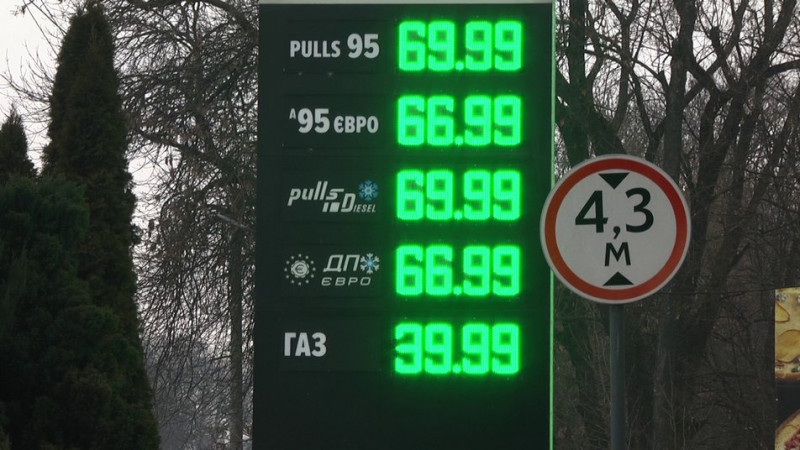 PULLS 95 69.99
А95 ЄВРО 66.99
pulls DIESEL 69.99
ДП ЄВРО 66.99
ГАЗ 39.99
4,3
М